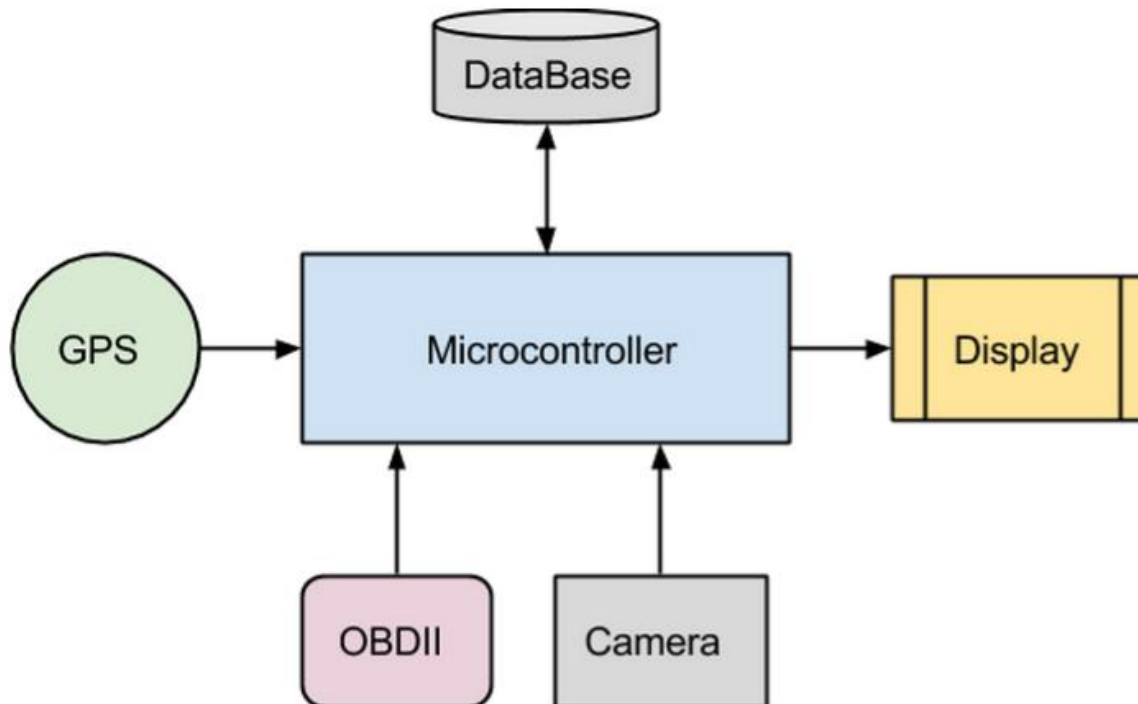 DataBase
GPS
Microcontroller
Display
OBDII
Camera